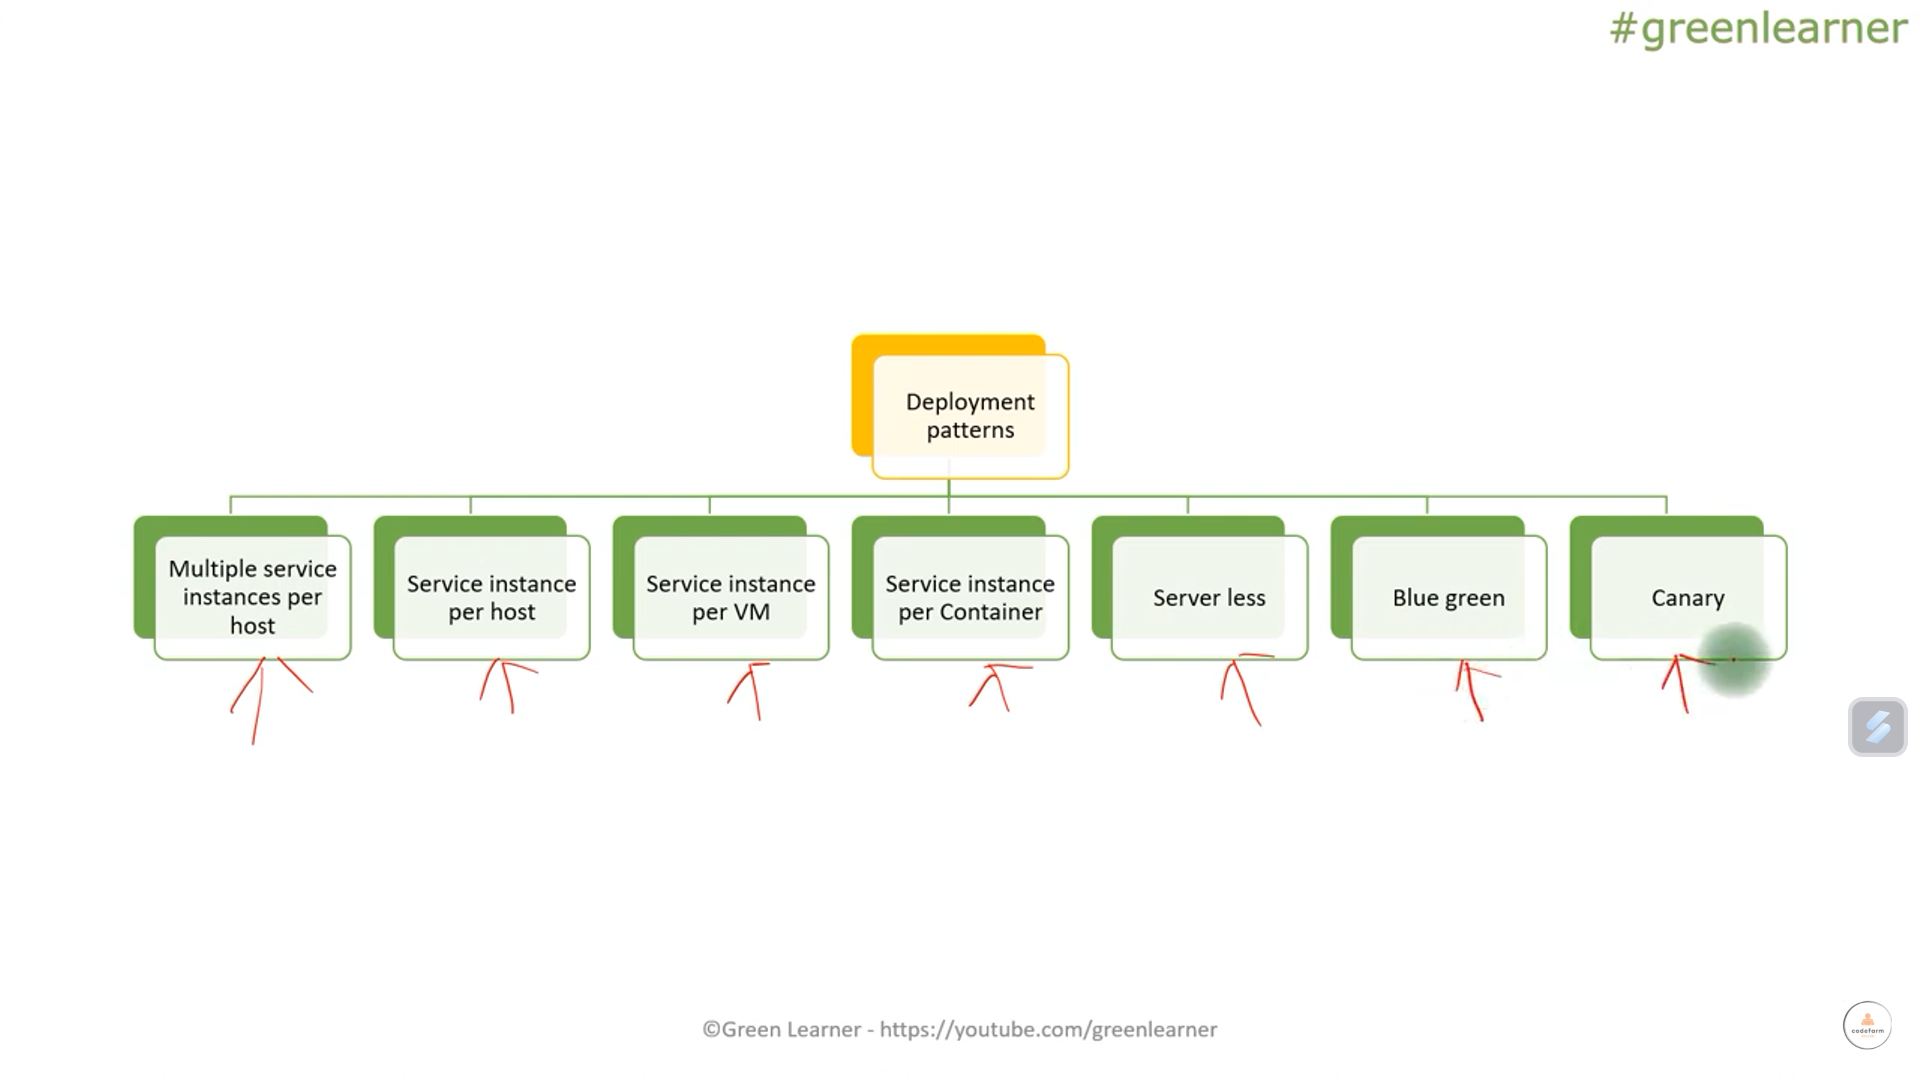 #greenlearner
Deployment
patterns
Multiple service
instances per
host
Service instance
per host
Service instance
per VM
Service instance
per Container
Server less
Blue green
Canary
©Green Learner - https://youtube.com/greenlearner
codefarm